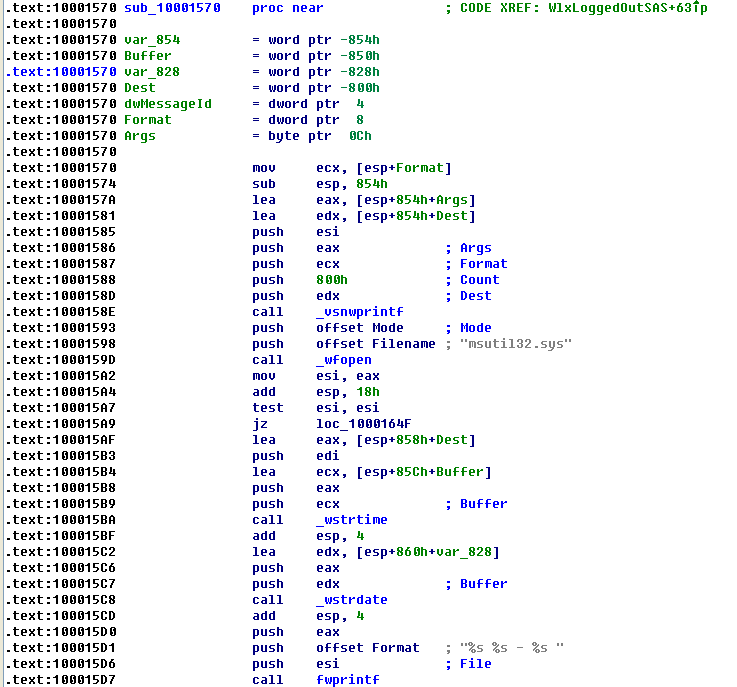 .text:10001570 sub_10001570 proc near ; CODE XREF: WlxLoggedOutSAS+63↑p
.text:10001570
.text:10001570 var_854 = word ptr -854h
.text:10001570 Buffer = word ptr -850h
.text:10001570 var_828 = word ptr -828h
.text:10001570 Dest = word ptr -800h
.text:10001570 dwMessageId = dword ptr 4
.text:10001570 Format = dword ptr 8
.text:10001570 Args = byte ptr 0Ch
.text:10001570
.text:10001570 mov ecx, [esp+Format]
.text:10001574 sub esp, 854h
.text:1000157A lea eax, [esp+854h+Args]
.text:10001581 lea edx, [esp+854h+Dest]
.text:10001585 push esi
.text:10001586 push eax ; Args
.text:10001587 push ecx ; Format
.text:10001588 push 800h ; Count
.text:1000158D push edx ; Dest
.text:1000158E call _vsnwprintf
.text:10001593 push offset Mode ; Mode
.text:10001598 push offset Filename ; "msutil32.sys"
.text:1000159D call _wfopen
.text:100015A2 mov esi, eax
.text:100015A4 add esp, 18h
.text:100015A7 test esi, esi
.text:100015A9 jz loc_1000164F
.text:100015AF lea eax, [esp+858h+Dest]
.text:100015B3 push edi
.text:100015B4 lea ecx, [esp+85Ch+Buffer]
.text:100015B8 push eax
.text:100015B9 push ecx ; Buffer
.text:100015BA call _wstrtime
.text:100015BF add esp, 4
.text:100015C2 lea edx, [esp+860h+var_828]
.text:100015C6 push eax
.text:100015C7 push edx ; Buffer
.text:100015C8 call _wstrdate
.text:100015CD add esp, 4
.text:100015D0 push eax
.text:100015D1 push offset Format ; "%s %s - %s "
.text:100015D6 push esi ; File
.text:100015D7 call fwprintf